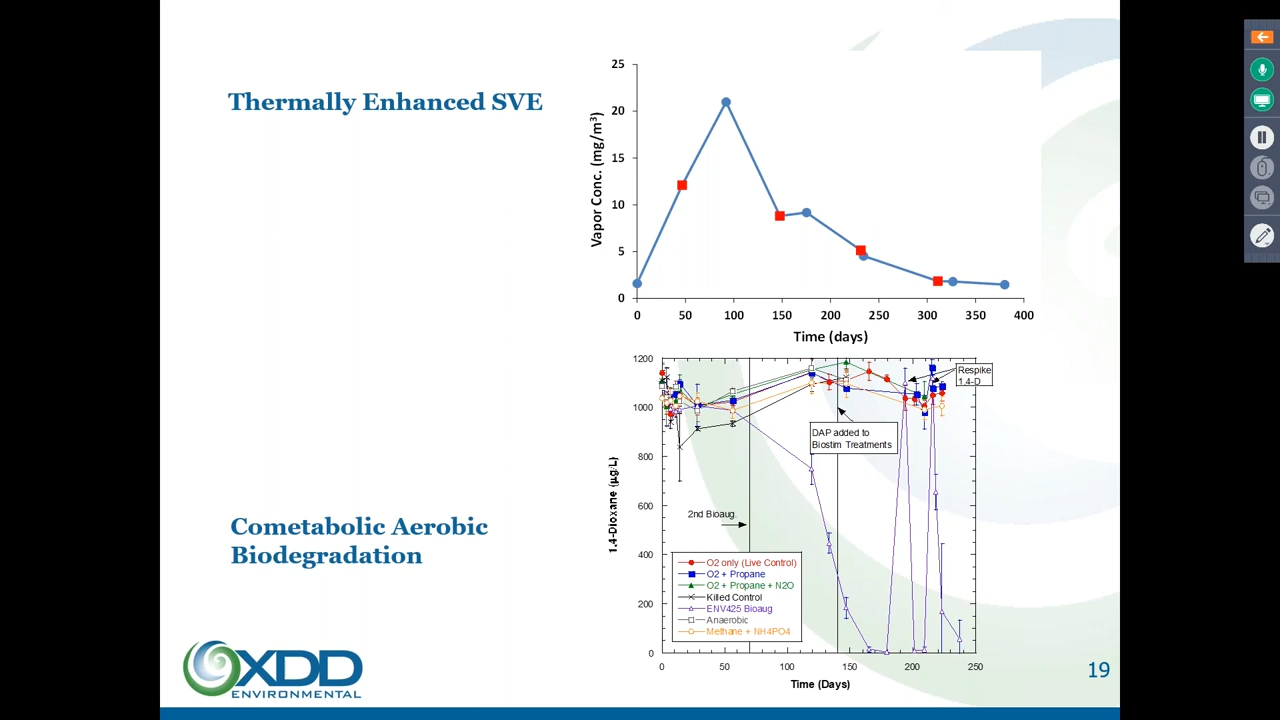 Thermally Enhanced SVE
25
20
15
10
5
0
Vapor Conc. (mg/m³)
0 50 100 150 200 250 300 350 400
Time (days)
1200
1000
800
600
400
200
0
1,4-Dioxane (µg/L)
Respike
1,4-D
DAP added to
Biostim Treatments
2nd Bioaug.
O2 only (Live Control)
O2 + Propane
O2 + Propane + N2O
Killed Control
ENV425 Bioaug
Anaerobic
Methane + NH4PO4
0 50 100 150 200 250
Time (Days)
Cometabolic Aerobic
Biodegradation
XDD
ENVIRONMENTAL
19